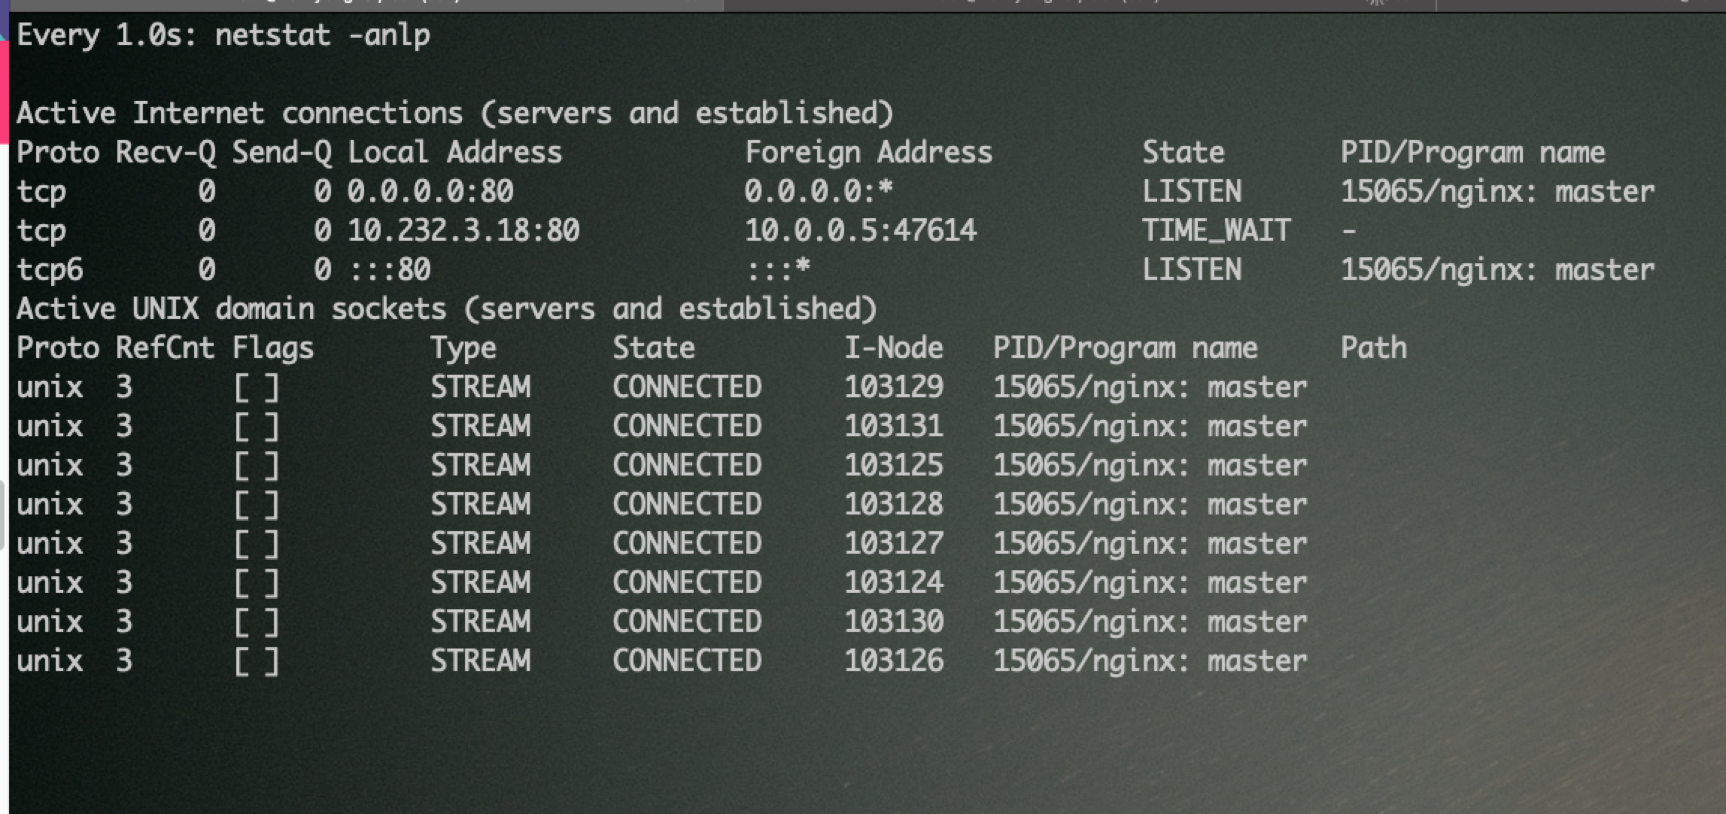 Every 1.0s: netstat -anlp
Active Internet connections (servers and established)
Proto Recv-Q Send-Q Local Address Foreign Address State PID/Program name
tcp 0 0 0.0.0.0:80 0.0.0.0:* LISTEN 15065/nginx: master
tcp 0 0 10.232.3.18:80 10.0.0.5:47614 TIME_WAIT -
tcp6 0 0 :::80 :::* LISTEN 15065/nginx: master
Active UNIX domain sockets (servers and established)
Proto RefCnt Flags Type State I-Node PID/Program name Path
unix 3 [ ] STREAM CONNECTED 103129 15065/nginx: master
unix 3 [ ] STREAM CONNECTED 103131 15065/nginx: master
unix 3 [ ] STREAM CONNECTED 103125 15065/nginx: master
unix 3 [ ] STREAM CONNECTED 103128 15065/nginx: master
unix 3 [ ] STREAM CONNECTED 103127 15065/nginx: master
unix 3 [ ] STREAM CONNECTED 103124 15065/nginx: master
unix 3 [ ] STREAM CONNECTED 103130 15065/nginx: master
unix 3 [ ] STREAM CONNECTED 103126 15065/nginx: master